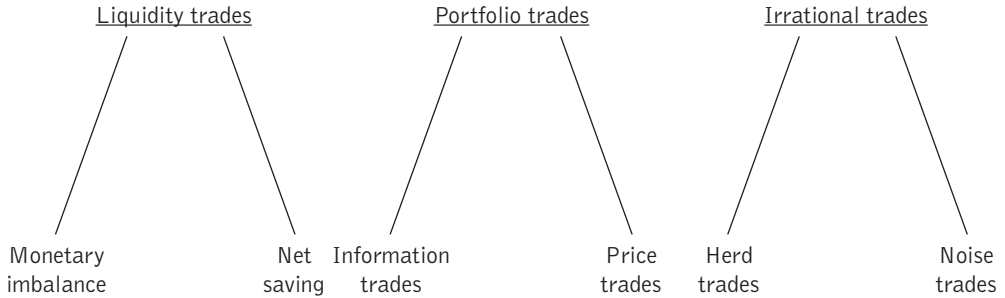 Liquidity trades
Portfolio trades
Irrational trades
Monetary
imbalance
Net
saving
Information
trades
Price
trades
Herd
trades
Noise
trades